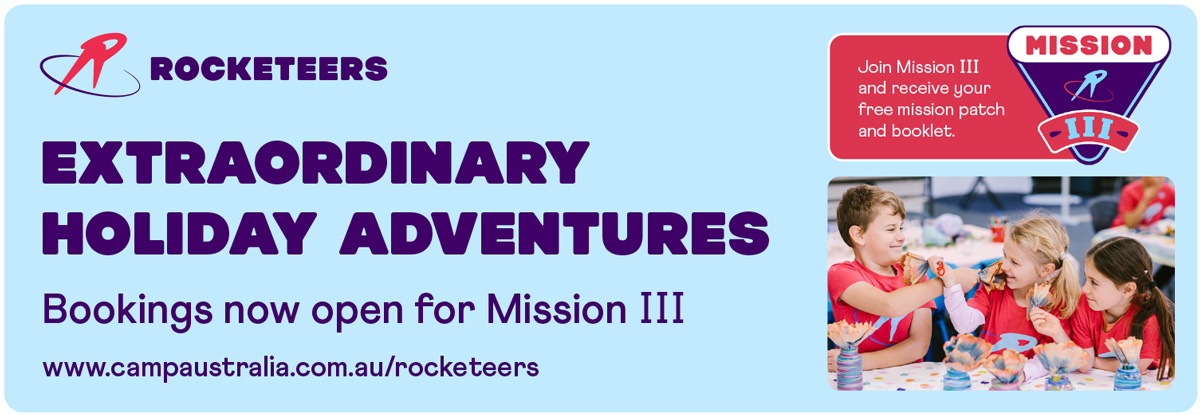 ROCKETEERS
EXTRAORDINARY
HOLIDAY ADVENTURES
Bookings now open for Mission III
www.campaustralia.com.au/rocketeers
Join Mission III
and receive your
free mission patch
and booklet.
MISSION
III